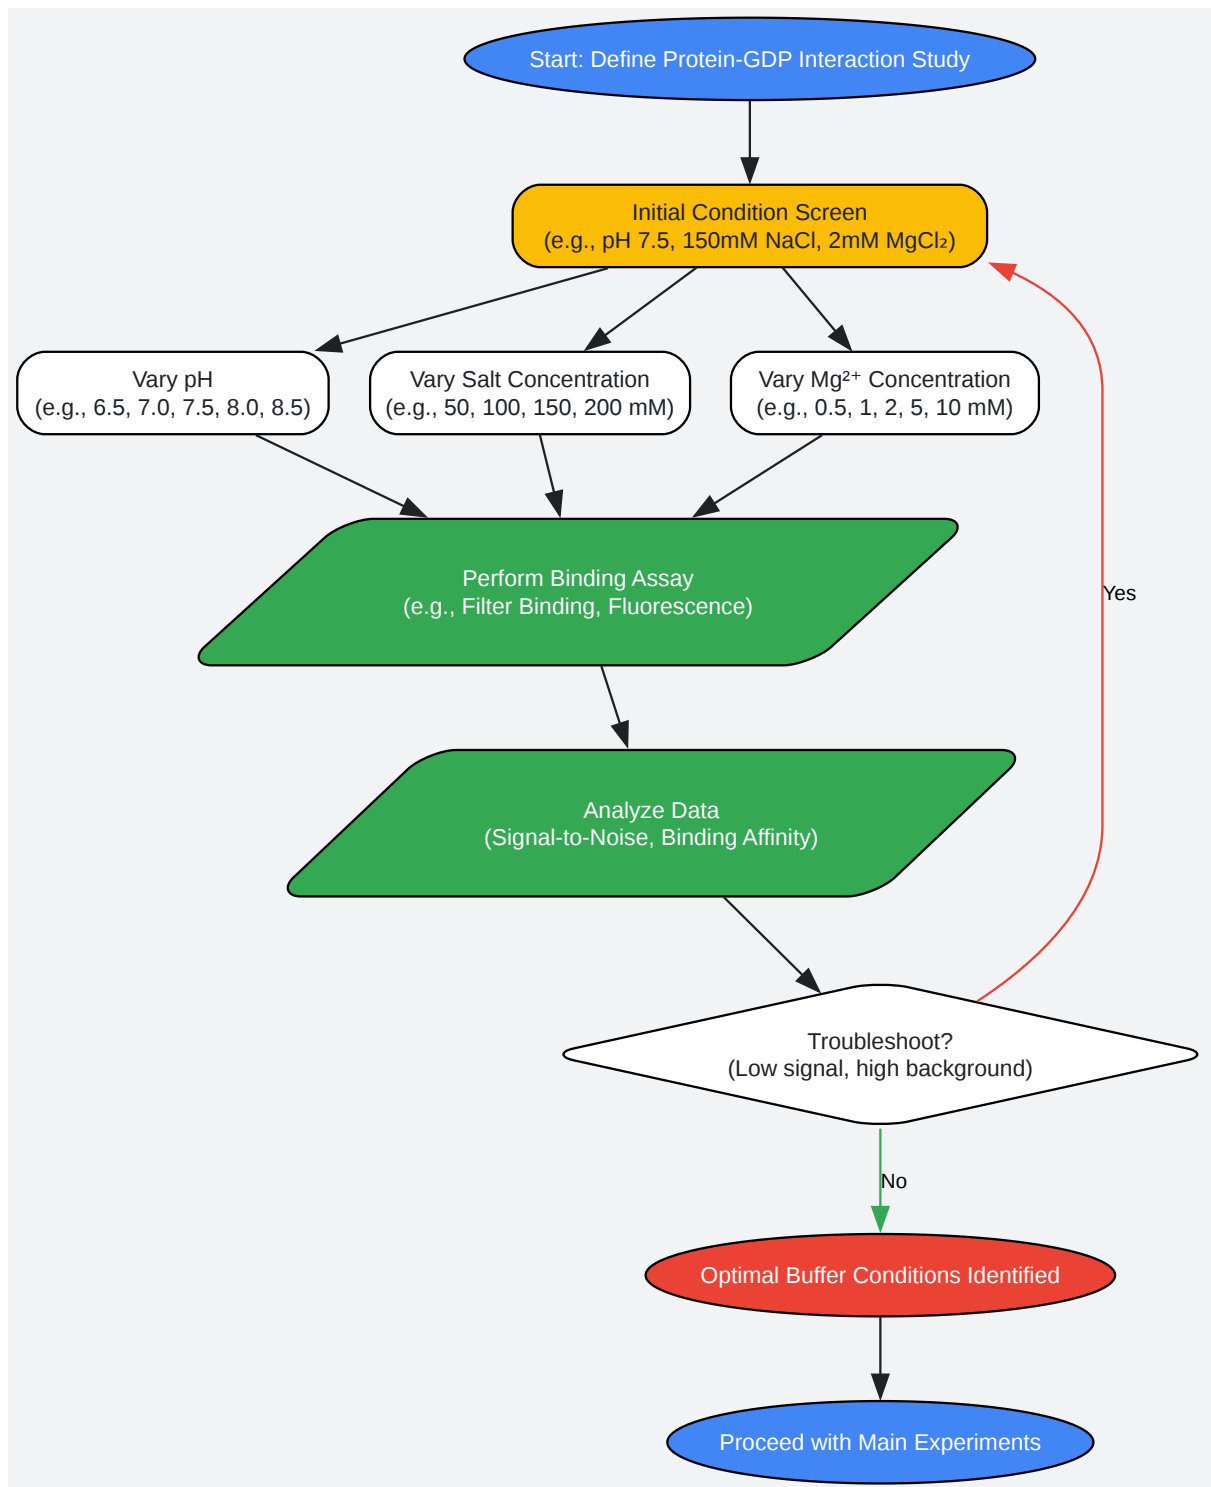 Start: Define Protein-GDP Interaction Study
Initial Condition Screen
(e.g., pH 7.5, 150mM NaCl, 2mM MgCl₂)
Vary pH
(e.g., 6.5, 7.0, 7.5, 8.0, 8.5)
Vary Salt Concentration
(e.g., 50, 100, 150, 200 mM)
Vary Mg²⁺ Concentration
(e.g., 0.5, 1, 2, 5, 10 mM)
Perform Binding Assay
(e.g., Filter Binding, Fluorescence)
Yes
Analyze Data
(Signal-to-Noise, Binding Affinity)
Troubleshoot?
(Low signal, high background)
No
Optimal Buffer Conditions Identified
Proceed with Main Experiments